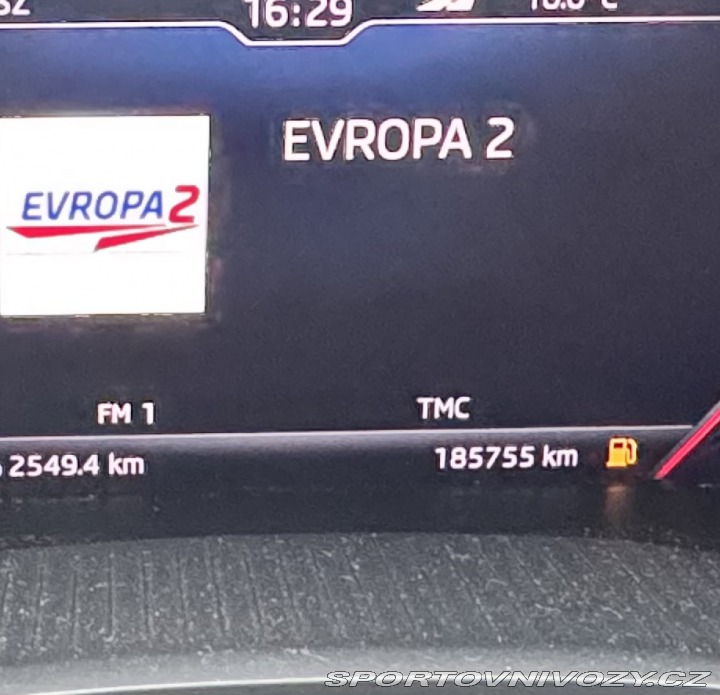 16:29
EVROPA 2
EVROPA 2
FM 1
TMC
2549.4 km
185755 km
SPORTOVNIVOZY.CZ